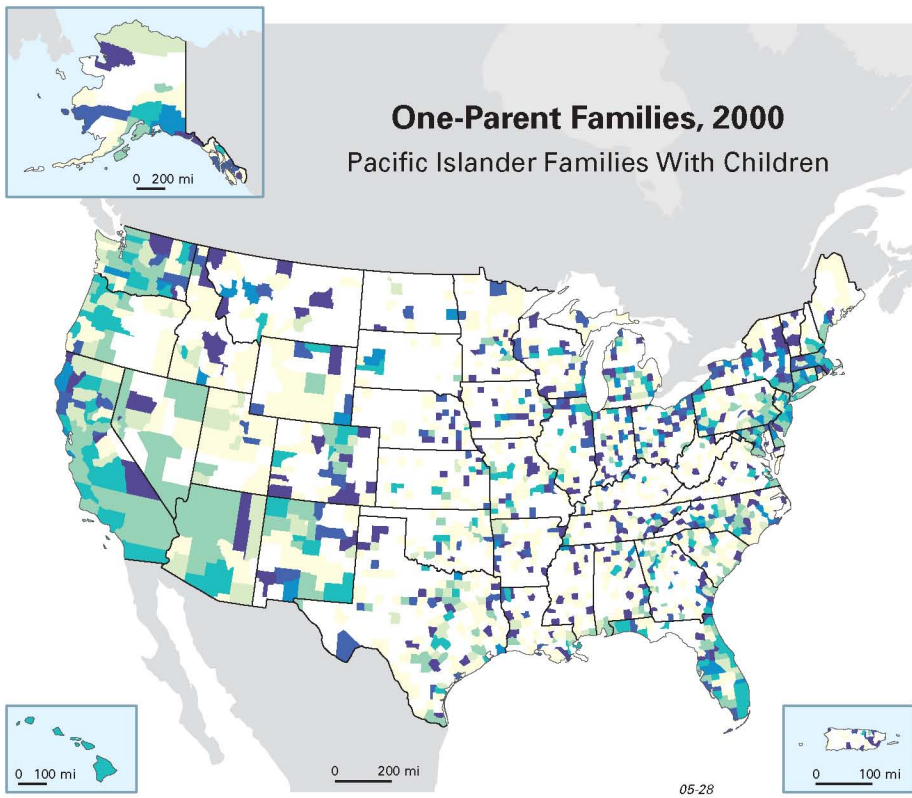 One-Parent Families, 2000
Pacific Islander Families With Children
0 200 mi
0 100 mi
0 200 mi
0 100 mi
05-28